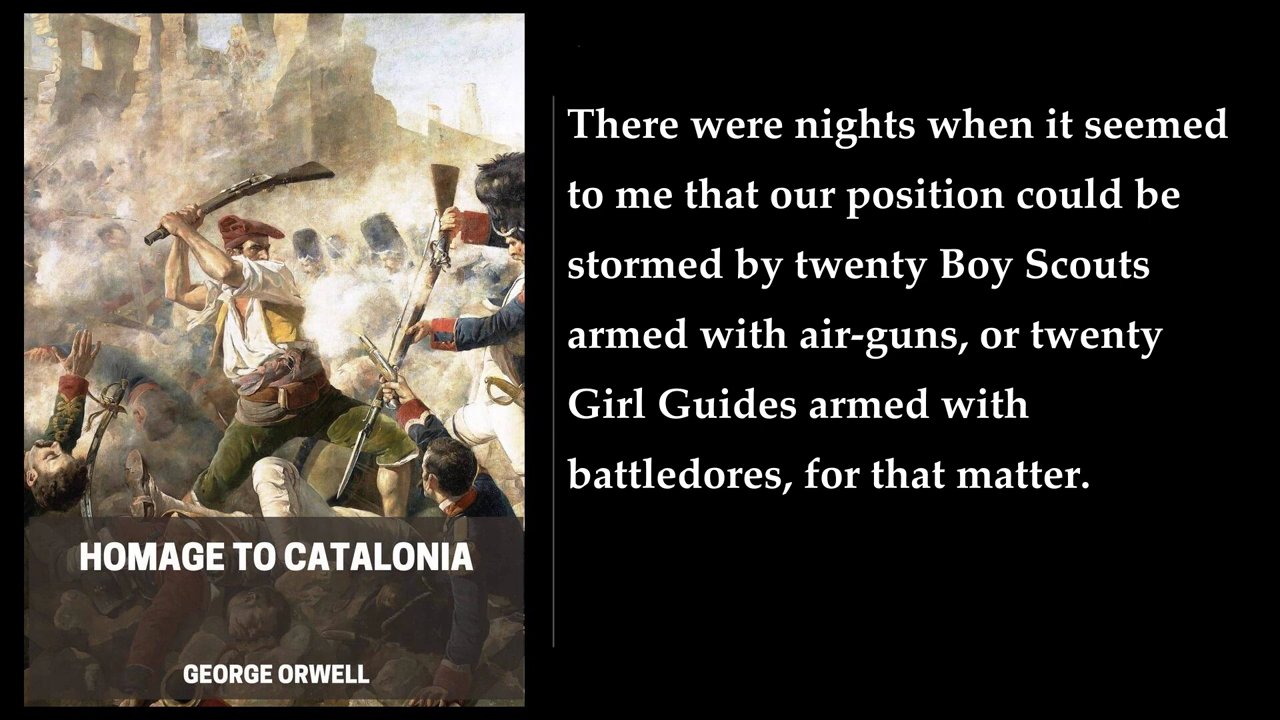 There were nights when it seemed
to me that our position could be
stormed by twenty Boy Scouts
armed with air-guns, or twenty
Girl Guides armed with
battledores, for that matter.
HOMAGE TO CATALONIA
GEORGE ORWELL